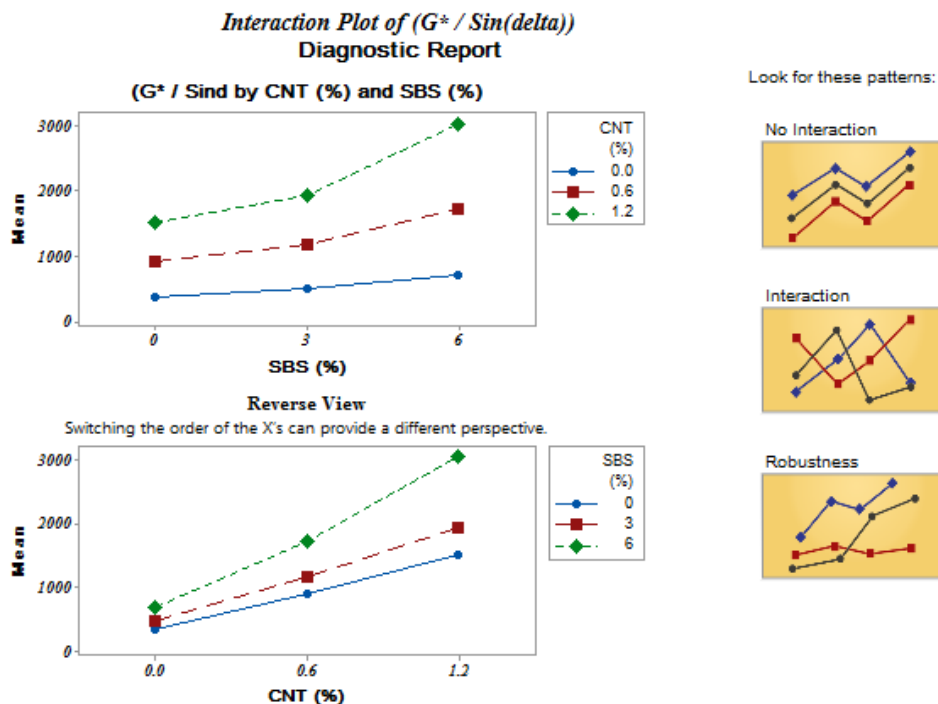 Interaction Plot of (G* / Sin(delta))
Diagnostic Report
(G* / Sind by CNT (%) and SBS (%)
3000
2000
1000
0
Mean
0 3 6
SBS (%)
CNT
(%)
0.0
0.6
1.2
Reverse View
Switching the order of the X's can provide a different perspective.
3000
2000
1000
0
Mean
0.0 0.6 1.2
CNT (%)
SBS
(%)
0
3
6
Look for these patterns:
No Interaction
Interaction
Robustness